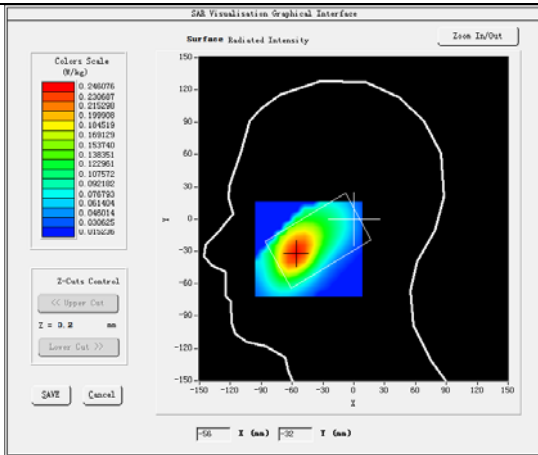 SAR Visualisation Graphical Interface
Surface Radiated Intensity
Zoom In/Out
Colors Scale
(W/kg)
0.246076
0.230687
0.215298
0.199908
0.184519
0.169129
0.153740
0.138351
0.122961
0.107572
0.092182
0.076793
0.061404
0.046014
0.030625
0.015236
Z-Cuts Control
<< Upper Cut
Z = 3.2 mm
Lower Cut >>
SAVE Cancel
150
120
90
60
30
0
-30
-60
-90
-120
-150
Y
-150 -120 -90 -60 -30 0 30 60 90 120 150
X
-56 X (mm) -32 Y (mm)